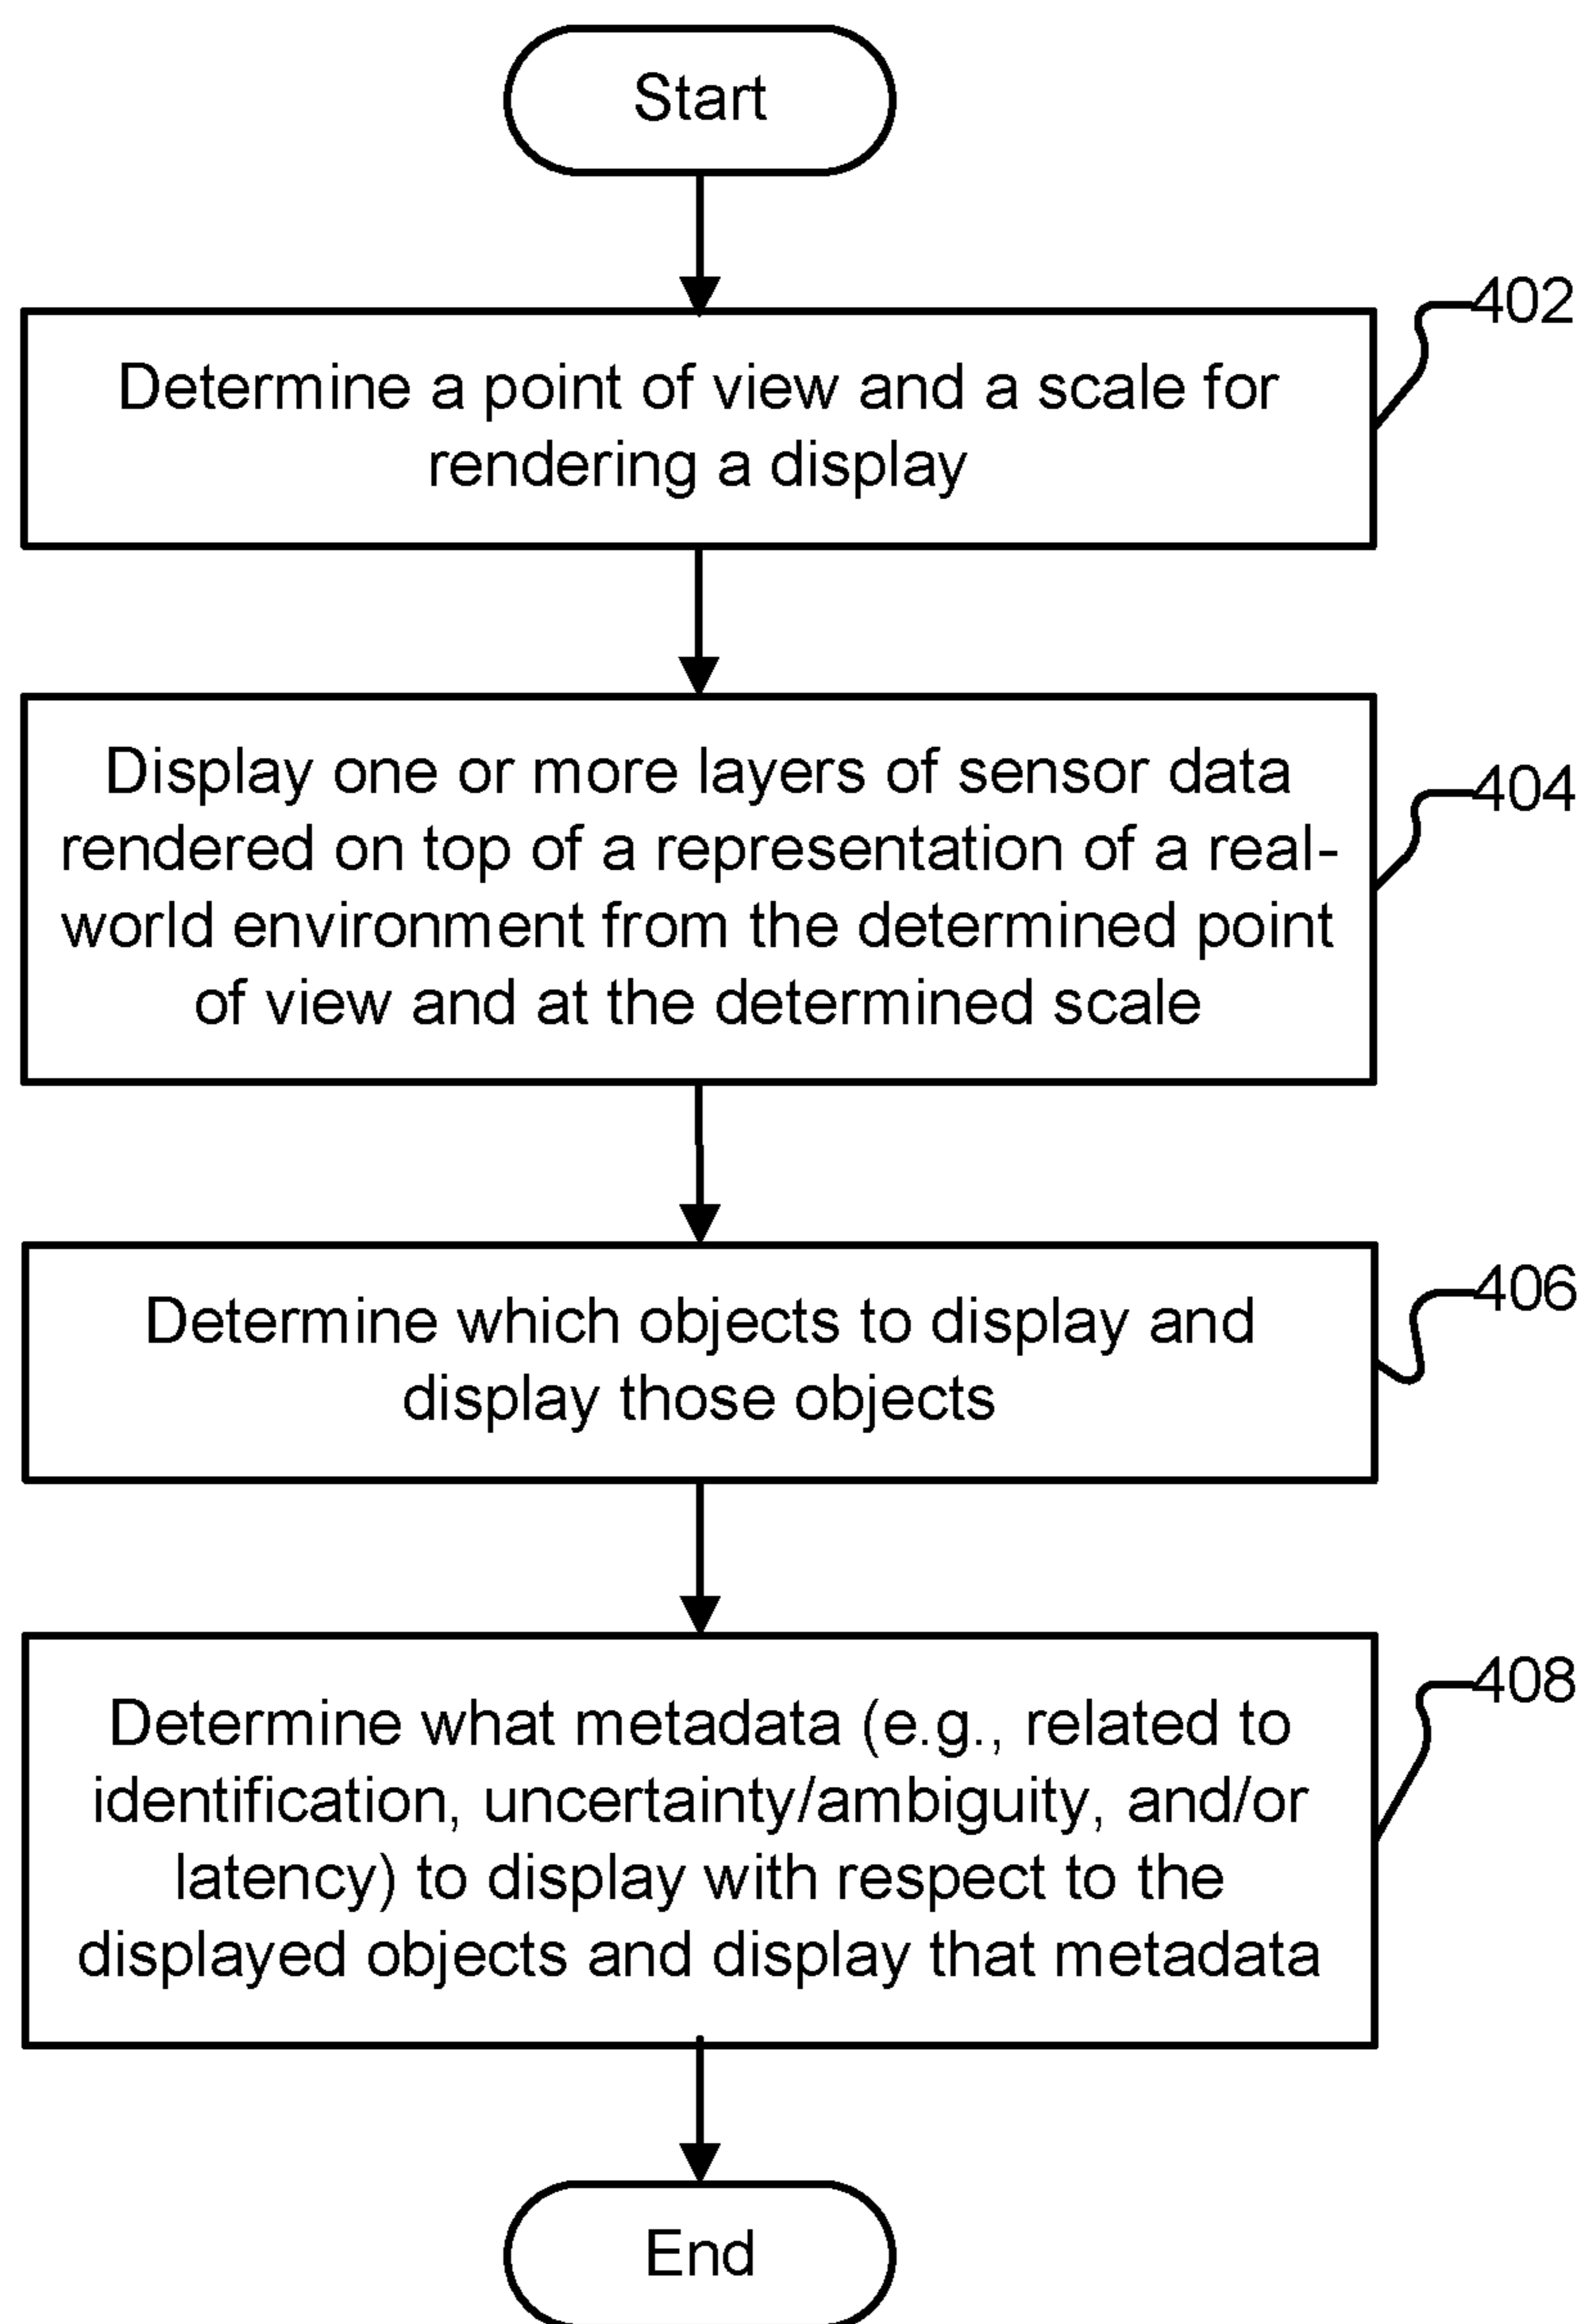 Start
402
Determine a point of view and a scale for
rendering a display
404
Display one or more layers of sensor data
rendered on top of a representation of a real-
world environment from the determined point
of view and at the determined scale
406
Determine which objects to display and
display those objects
408
Determine what metadata (e.g., related to
identification, uncertainty/ambiguity, and/or
latency) to display with respect to the
displayed objects and display that metadata
End